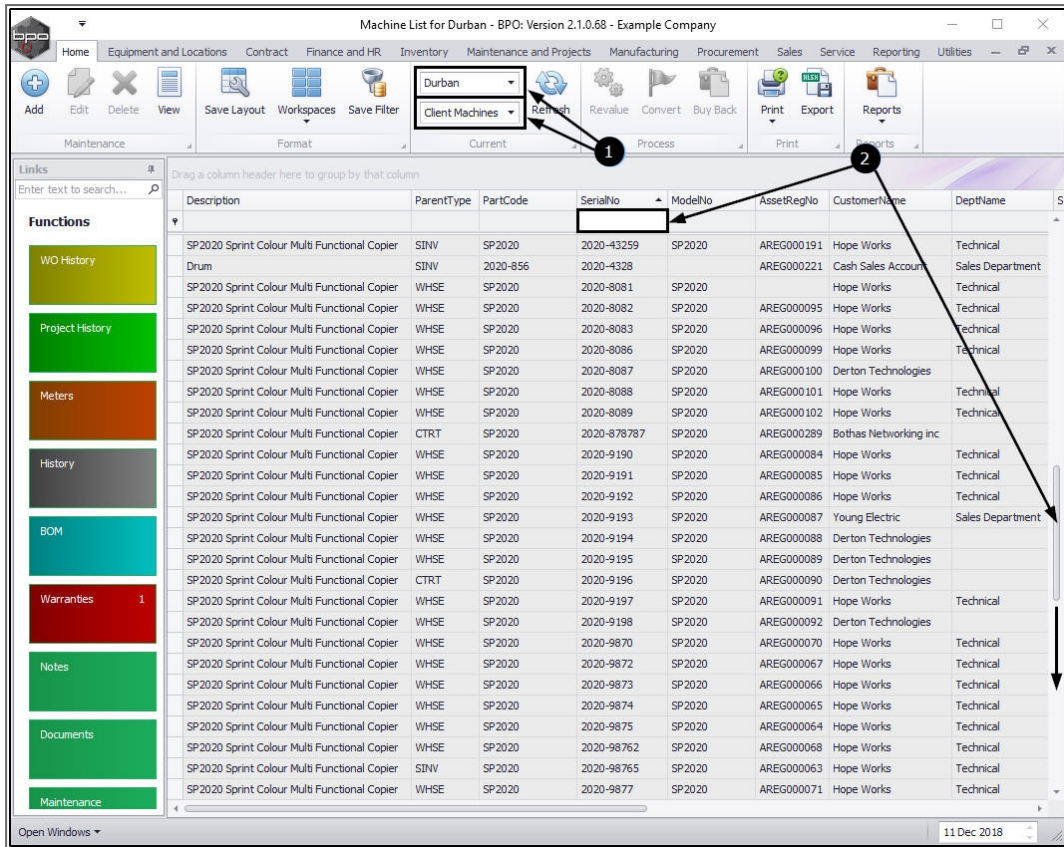 bpo
Machine List for Durban - BPO: Version 2.1.0.68 - Example Company
Home Equipment and Locations Contract Finance and HR Inventory Maintenance and Projects Manufacturing Procurement Sales Service Reporting Utilities
Durban
Client Machines
Add Edit Delete View Save Layout Workspaces Save Filter Refresh Revalue Convert Buy Back Print Export Reports
Maintenance Format Current Process Print Reports
1
2
Links
Enter text to search...
Drag a column header here to group by that column
Functions
Description ParentType PartCode SerialNo ModelNo AssetRegNo CustomerName DeptName S
SP2020 Sprint Colour Multi Functional Copier SINV SP2020 2020-43259 SP2020 AREG000191 Hope Works Technical
Drum SINV 2020-856 2020-4328 AREG000221 Cash Sales Account Sales Department
SP2020 Sprint Colour Multi Functional Copier WHSE SP2020 2020-8081 SP2020 Hope Works Technical
SP2020 Sprint Colour Multi Functional Copier WHSE SP2020 2020-8082 SP2020 AREG000095 Hope Works Technical
SP2020 Sprint Colour Multi Functional Copier WHSE SP2020 2020-8083 SP2020 AREG000096 Hope Works Technical
SP2020 Sprint Colour Multi Functional Copier WHSE SP2020 2020-8086 SP2020 AREG000099 Hope Works Technical
SP2020 Sprint Colour Multi Functional Copier WHSE SP2020 2020-8087 SP2020 AREG000100 Derton Technologies
SP2020 Sprint Colour Multi Functional Copier WHSE SP2020 2020-8088 SP2020 AREG000101 Hope Works Technical
SP2020 Sprint Colour Multi Functional Copier WHSE SP2020 2020-8089 SP2020 AREG000102 Hope Works Technical
SP2020 Sprint Colour Multi Functional Copier CTRT SP2020 2020-878787 SP2020 AREG000289 Bothas Networking inc
SP2020 Sprint Colour Multi Functional Copier WHSE SP2020 2020-9190 SP2020 AREG000084 Hope Works Technical
SP2020 Sprint Colour Multi Functional Copier WHSE SP2020 2020-9191 SP2020 AREG000085 Hope Works Technical
SP2020 Sprint Colour Multi Functional Copier WHSE SP2020 2020-9192 SP2020 AREG000086 Hope Works Technical
SP2020 Sprint Colour Multi Functional Copier WHSE SP2020 2020-9193 SP2020 AREG000087 Young Electric Sales Department
SP2020 Sprint Colour Multi Functional Copier WHSE SP2020 2020-9194 SP2020 AREG000088 Derton Technologies
SP2020 Sprint Colour Multi Functional Copier WHSE SP2020 2020-9195 SP2020 AREG000089 Derton Technologies
SP2020 Sprint Colour Multi Functional Copier CTRT SP2020 2020-9196 SP2020 AREG000090 Derton Technologies
SP2020 Sprint Colour Multi Functional Copier WHSE SP2020 2020-9197 SP2020 AREG000091 Hope Works Technical
SP2020 Sprint Colour Multi Functional Copier WHSE SP2020 2020-9198 SP2020 AREG000092 Derton Technologies
SP2020 Sprint Colour Multi Functional Copier WHSE SP2020 2020-9870 SP2020 AREG000070 Hope Works Technical
SP2020 Sprint Colour Multi Functional Copier WHSE SP2020 2020-9872 SP2020 AREG000067 Hope Works Technical
SP2020 Sprint Colour Multi Functional Copier WHSE SP2020 2020-9873 SP2020 AREG000066 Hope Works Technical
SP2020 Sprint Colour Multi Functional Copier WHSE SP2020 2020-9874 SP2020 AREG000065 Hope Works Technical
SP2020 Sprint Colour Multi Functional Copier WHSE SP2020 2020-9875 SP2020 AREG000064 Hope Works Technical
SP2020 Sprint Colour Multi Functional Copier WHSE SP2020 2020-98762 SP2020 AREG000068 Hope Works Technical
SP2020 Sprint Colour Multi Functional Copier SINV SP2020 2020-98765 SP2020 AREG000063 Hope Works Technical
SP2020 Sprint Colour Multi Functional Copier WHSE SP2020 2020-9877 SP2020 AREG000071 Hope Works Technical
WO History
Project History
Meters
History
BOM
Warranties 1
Notes
Documents
Maintenance
Open Windows
11 Dec 2018